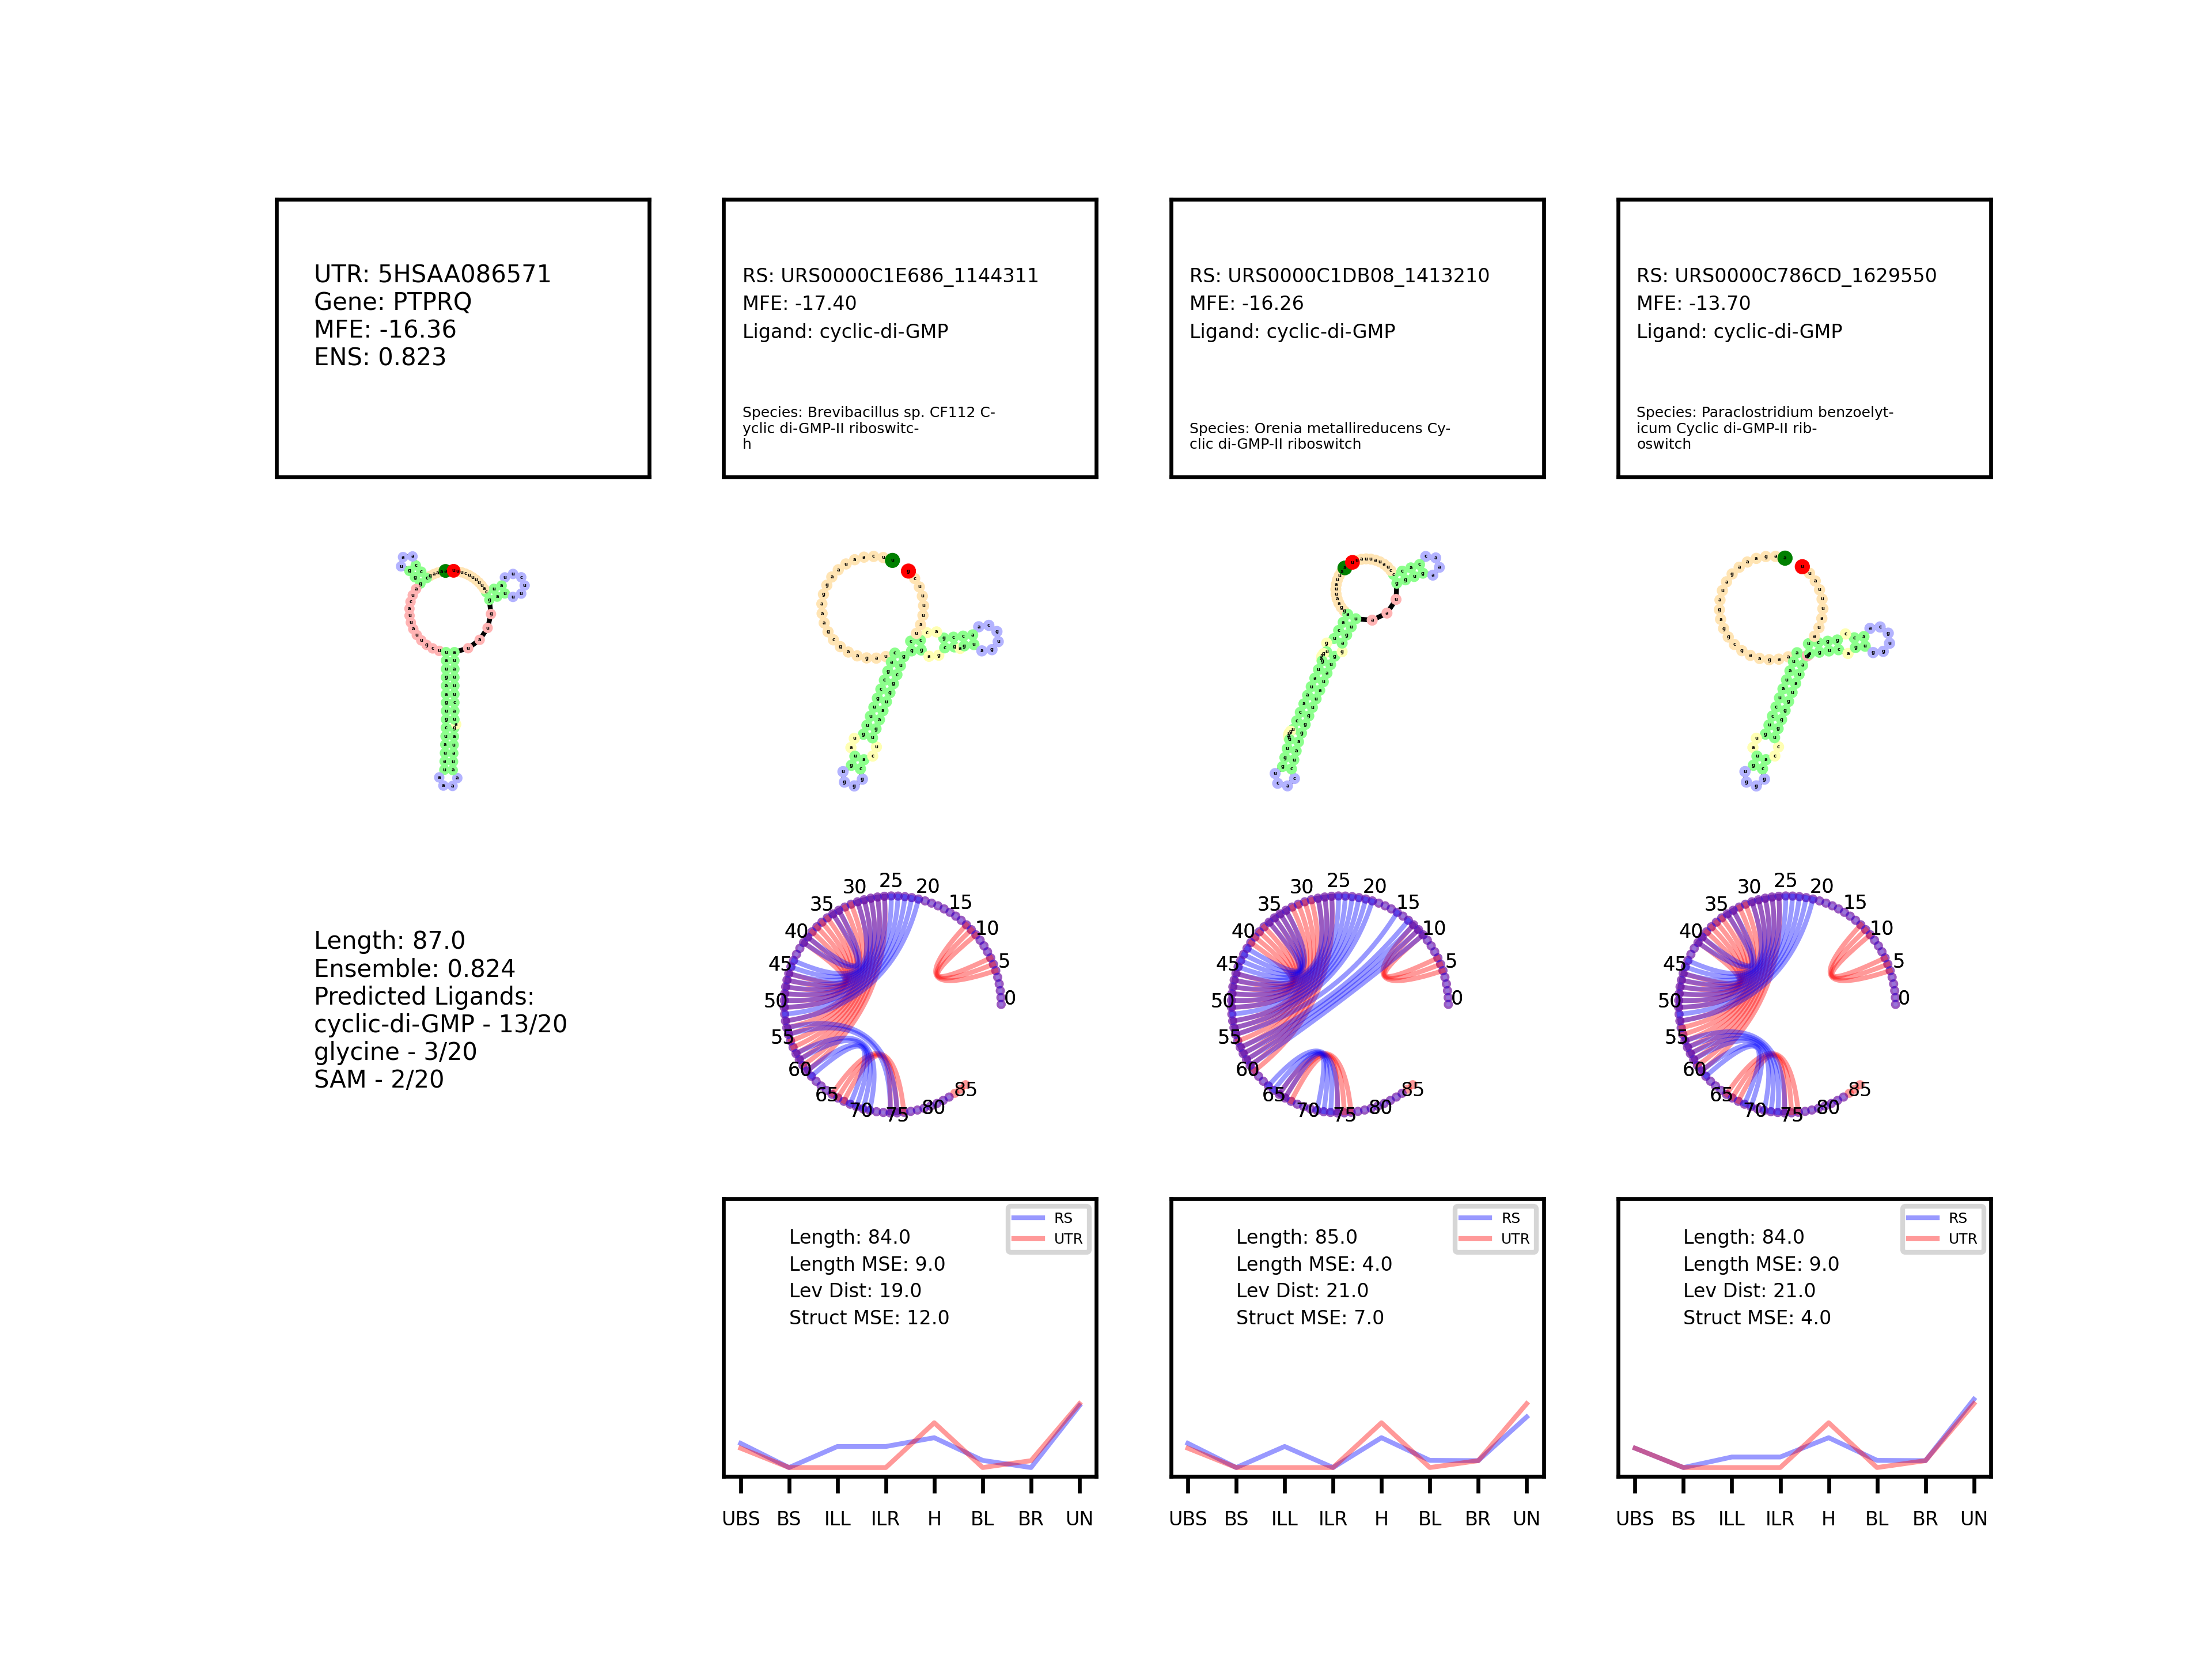 UTR: 5HSAA086571
Gene: PTPRQ
MFE: -16.36
ENS: 0.823
RS: URS0000C1E686_1144311
MFE: -17.40
Ligand: cyclic-di-GMP
Species: Brevibacillus sp. CF112 C-
yclic di-GMP-II riboswitc-
h
RS: URS0000C1DB08_1413210
MFE: -16.26
Ligand: cyclic-di-GMP
Species: Orenia metallireducens Cy-
clic di-GMP-II riboswitch
RS: URS0000C786CD_1629550
MFE: -13.70
Ligand: cyclic-di-GMP
Species: Paraclostridium benzoelyt-
icum Cyclic di-GMP-II rib-
oswitch
Length: 87.0
Ensemble: 0.824
Predicted Ligands:
cyclic-di-GMP - 13/20
glycine - 3/20
SAM - 2/20
0 5 10 15 20 25 30 35 40 45 50 55 60 65 70 75 80 85
0 5 10 15 20 25 30 35 40 45 50 55 60 65 70 75 80 85
0 5 10 15 20 25 30 35 40 45 50 55 60 65 70 75 80 85
RS
UTR
Length: 84.0
Length MSE: 9.0
Lev Dist: 19.0
Struct MSE: 12.0
UBS BS ILL ILR H BL BR UN
RS
UTR
Length: 85.0
Length MSE: 4.0
Lev Dist: 21.0
Struct MSE: 7.0
UBS BS ILL ILR H BL BR UN
RS
UTR
Length: 84.0
Length MSE: 9.0
Lev Dist: 21.0
Struct MSE: 4.0
UBS BS ILL ILR H BL BR UN